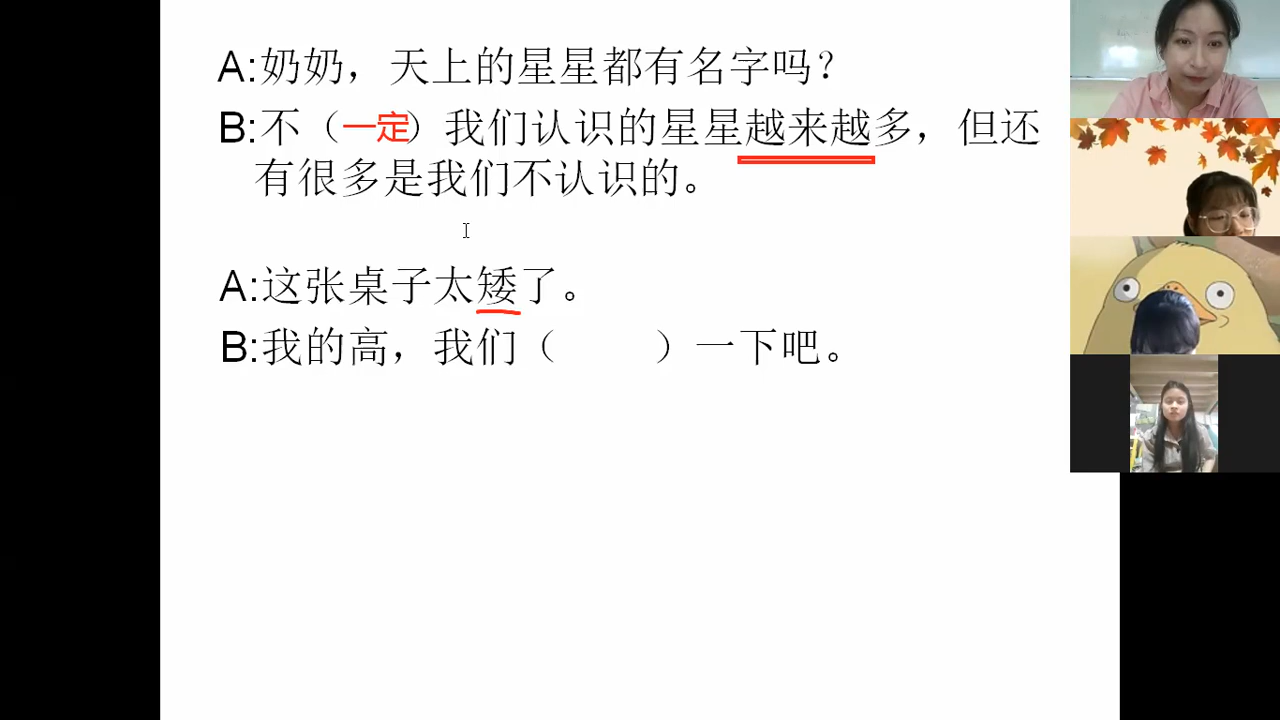 A:奶奶，天上的星星都有名字吗？
B:不（一定）我们认识的星星越来越多，但还
有很多是我们不认识的。
A:这张桌子太矮了。
B:我的高，我们（    ）一下吧。